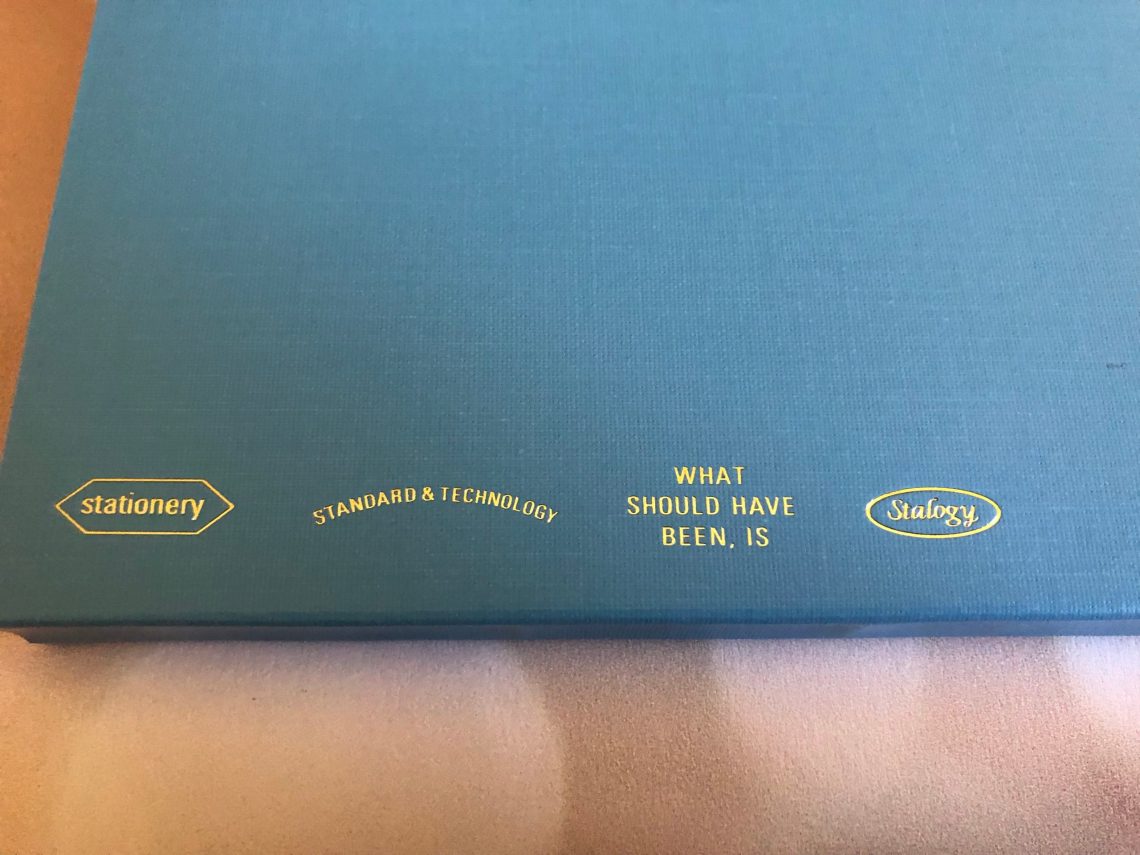 stationery
STANDARD & TECHNOLOGY
WHAT
SHOULD HAVE
BEEN, IS
Stalogy